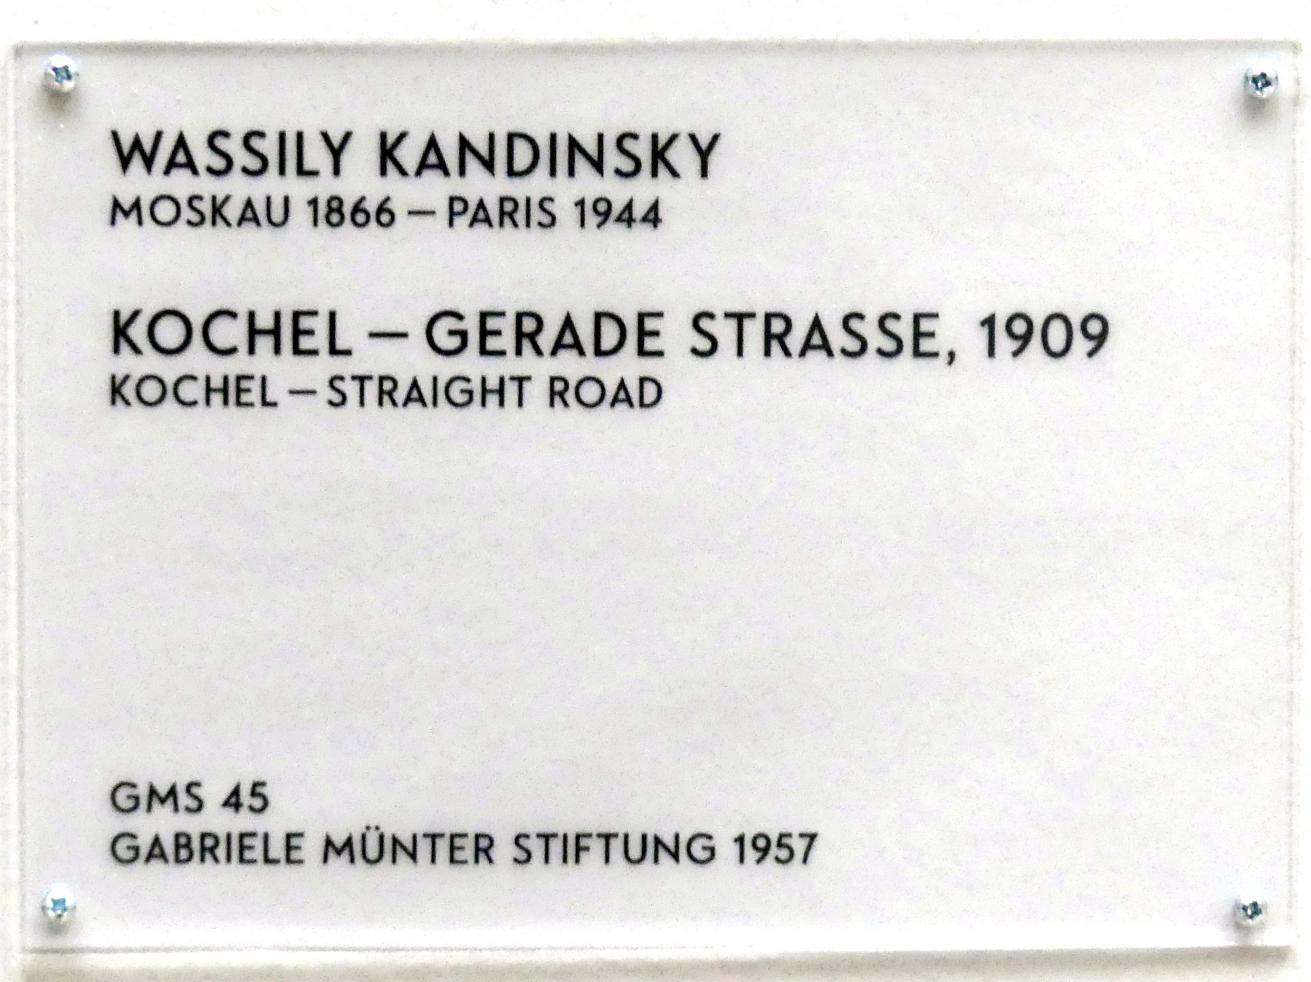 WASSILY KANDINSKY
MOSKAU 1866 – PARIS 1944
KOCHEL – GERADE STRASSE, 1909
KOCHEL – STRAIGHT ROAD
GMS 45
GABRIELE MÜNTER STIFTUNG 1957